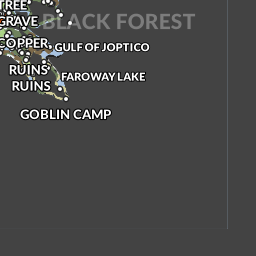 TREE
BLACK FOREST
GRAVE
COPPER
GULF OF JOPTICO
RUINS
FAROWAY LAKE
RUINS
GOBLIN CAMP